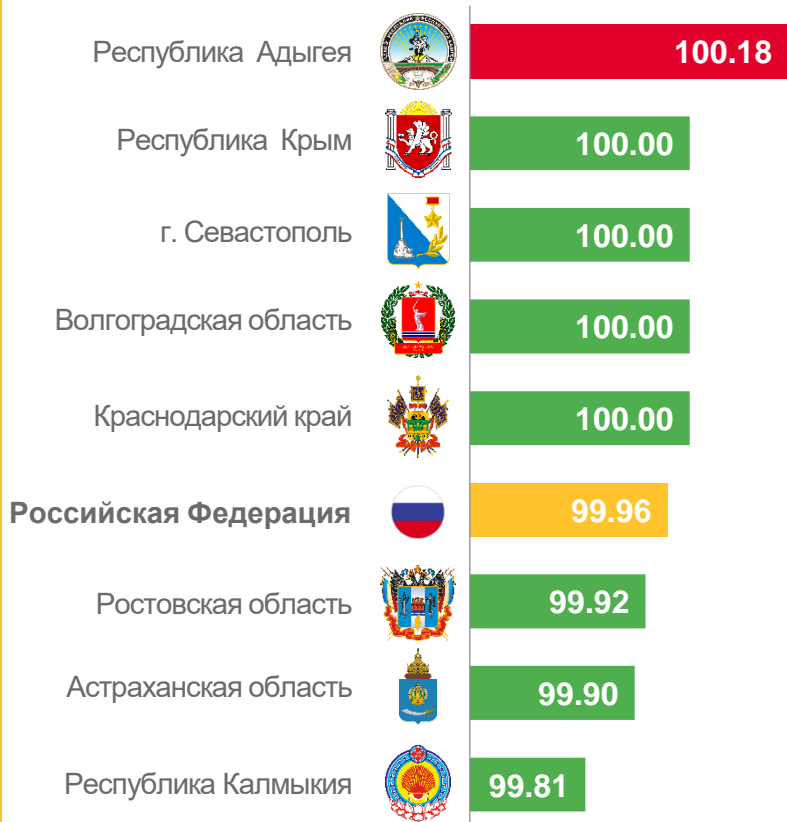 Республика Адыгея 100.18
Республика Крым 100.00
г. Севастополь 100.00
Волгоградская область 100.00
Краснодарский край 100.00
Российская Федерация 99.96
Ростовская область 99.92
Астраханская область 99.90
Республика Калмыкия 99.81